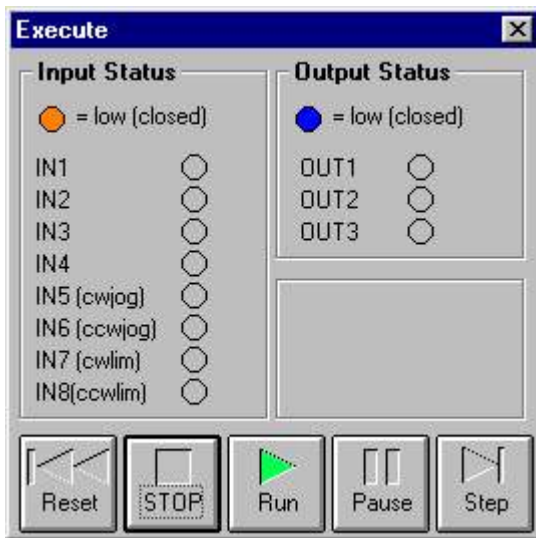 Execute
Input Status
= low (closed)
IN1
IN2
IN3
IN4
IN5 (cwjog)
IN6 (ccwjog)
IN7 (cwlim)
IN8(ccwlim)
Output Status
= low (closed)
OUT1
OUT2
OUT3
Reset
STOP
Run
Pause
Step